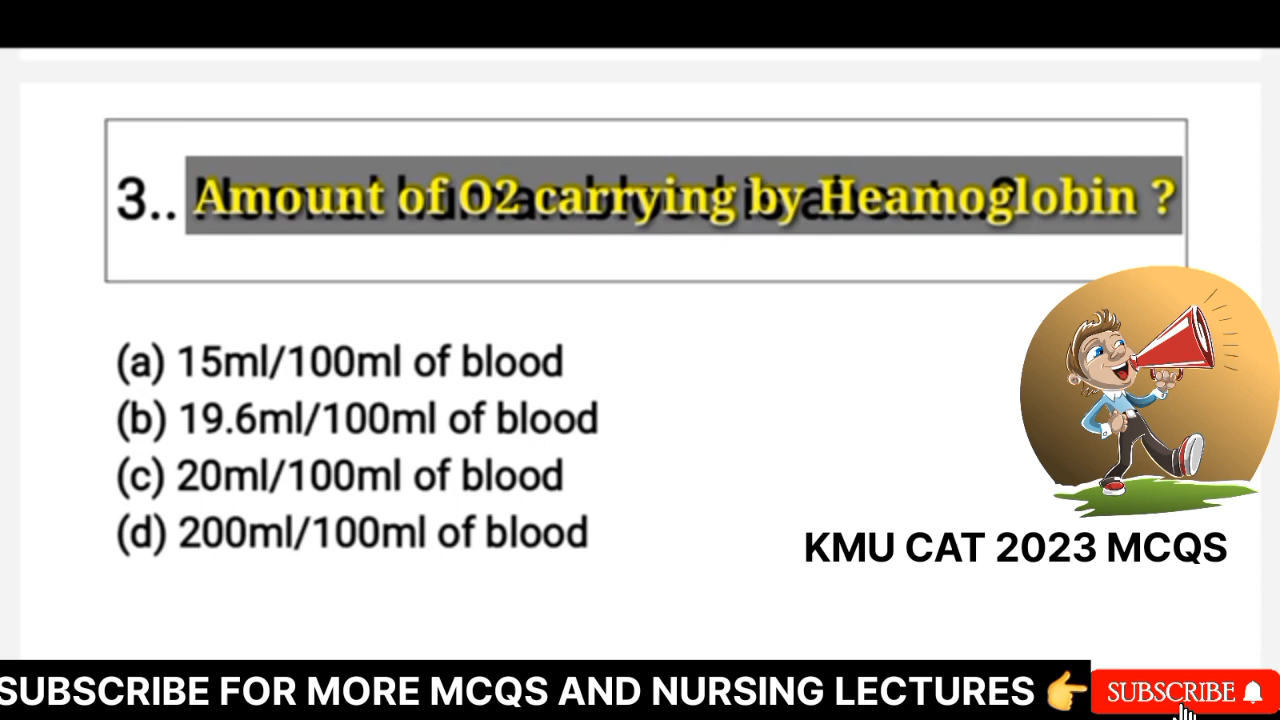 3.. Amount of O2 carrying by Heamoglobin ?
(a) 15ml/100ml of blood
(b) 19.6ml/100ml of blood
(c) 20ml/100ml of blood
(d) 200ml/100ml of blood
KMU CAT 2023 MCQS
SUBSCRIBE FOR MORE MCQS AND NURSING LECTURES 👉 SUBSCRIBE